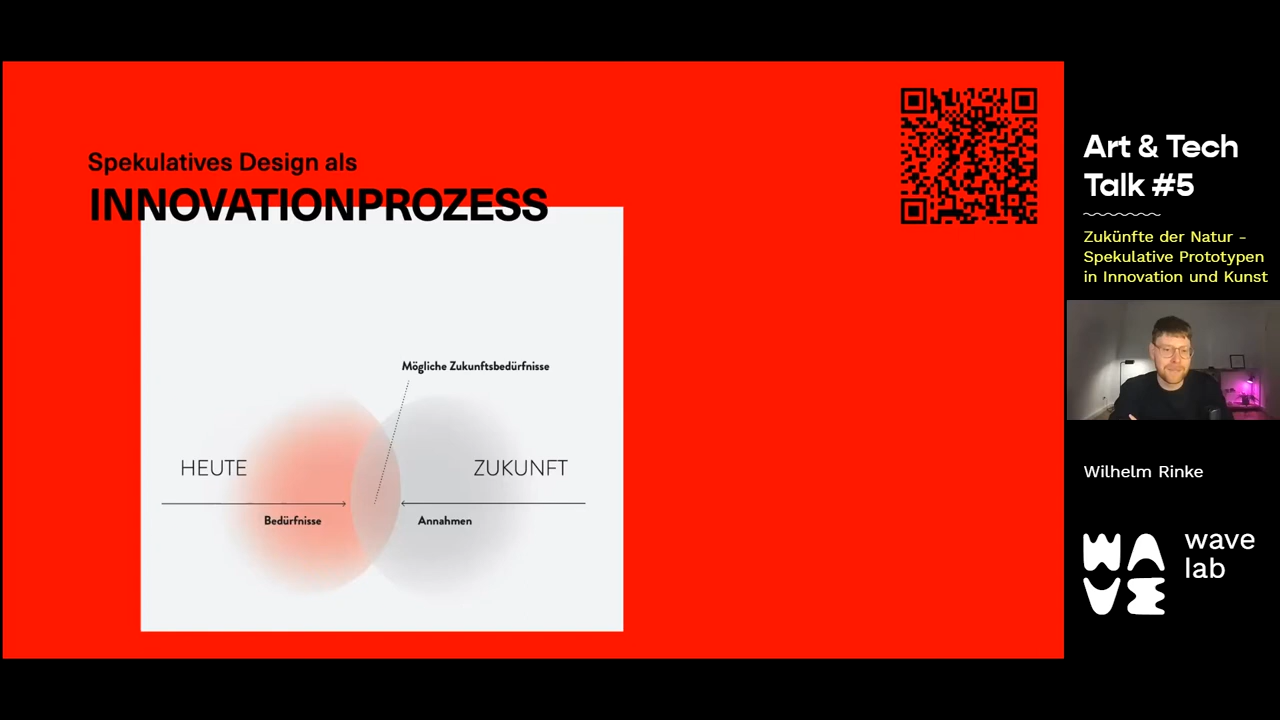 Spekulatives Design als
INNOVATIONPROZESS
Mögliche Zukunftsbedürfnisse
HEUTE
ZUKUNFT
Bedürfnisse
Annahmen
Art & Tech
Talk #5
Zukünfte der Natur –
Spekulative Prototypen
in Innovation und Kunst
Wilhelm Rinke
WAVE
wave
lab